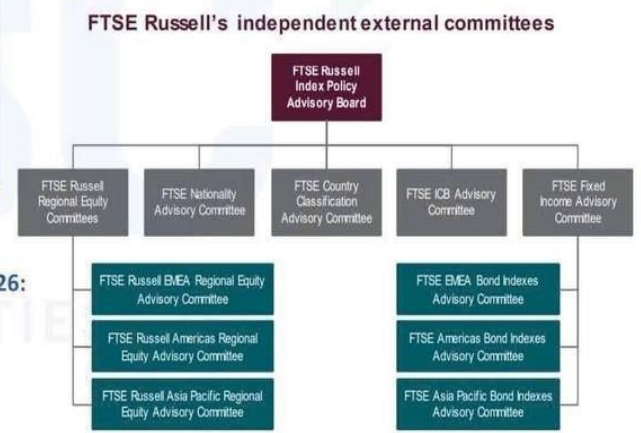 FTSE Russell's independent external committees
FTSE Russell
Index Policy
Advisory Board
FTSE Russell
Regional Equity
Committees
FTSE Nationality
Advisory Committee
FTSE Country
Classification
Advisory Committee
FTSE ICB Advisory
Committee
FTSE Fixed
Income Advisory
Committee
26:
TIE
FTSE Russell EMEA Regional Equity
Advisory Committee
FTSE Russell Americas Regional
Equity Advisory Committee
FTSE Russell Asia Pacific Regional
Equity Advisory Committee
FTSE EMEA Bond Indexes
Advisory Committee
FTSE Americas Bond Indexes
Advisory Committee
FTSE Asia Pacific Bond Indexes
Advisory Committee